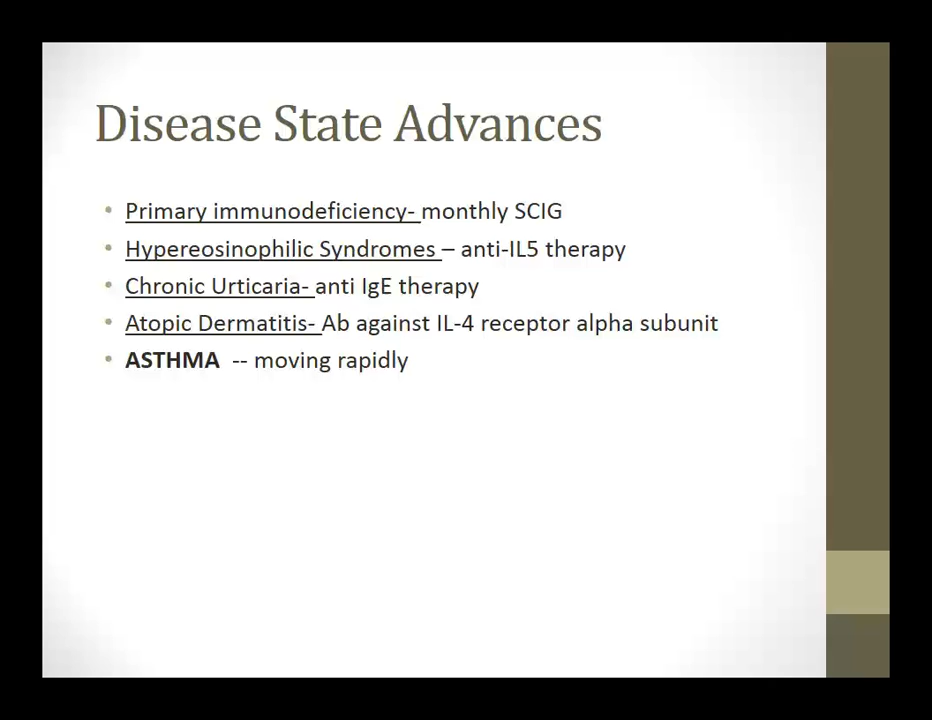 Disease State Advances
• Primary immunodeficiency- monthly SCIG
• Hypereosinophilic Syndromes – anti-IL5 therapy
• Chronic Urticaria- anti IgE therapy
• Atopic Dermatitis- Ab against IL-4 receptor alpha subunit
• ASTHMA -- moving rapidly